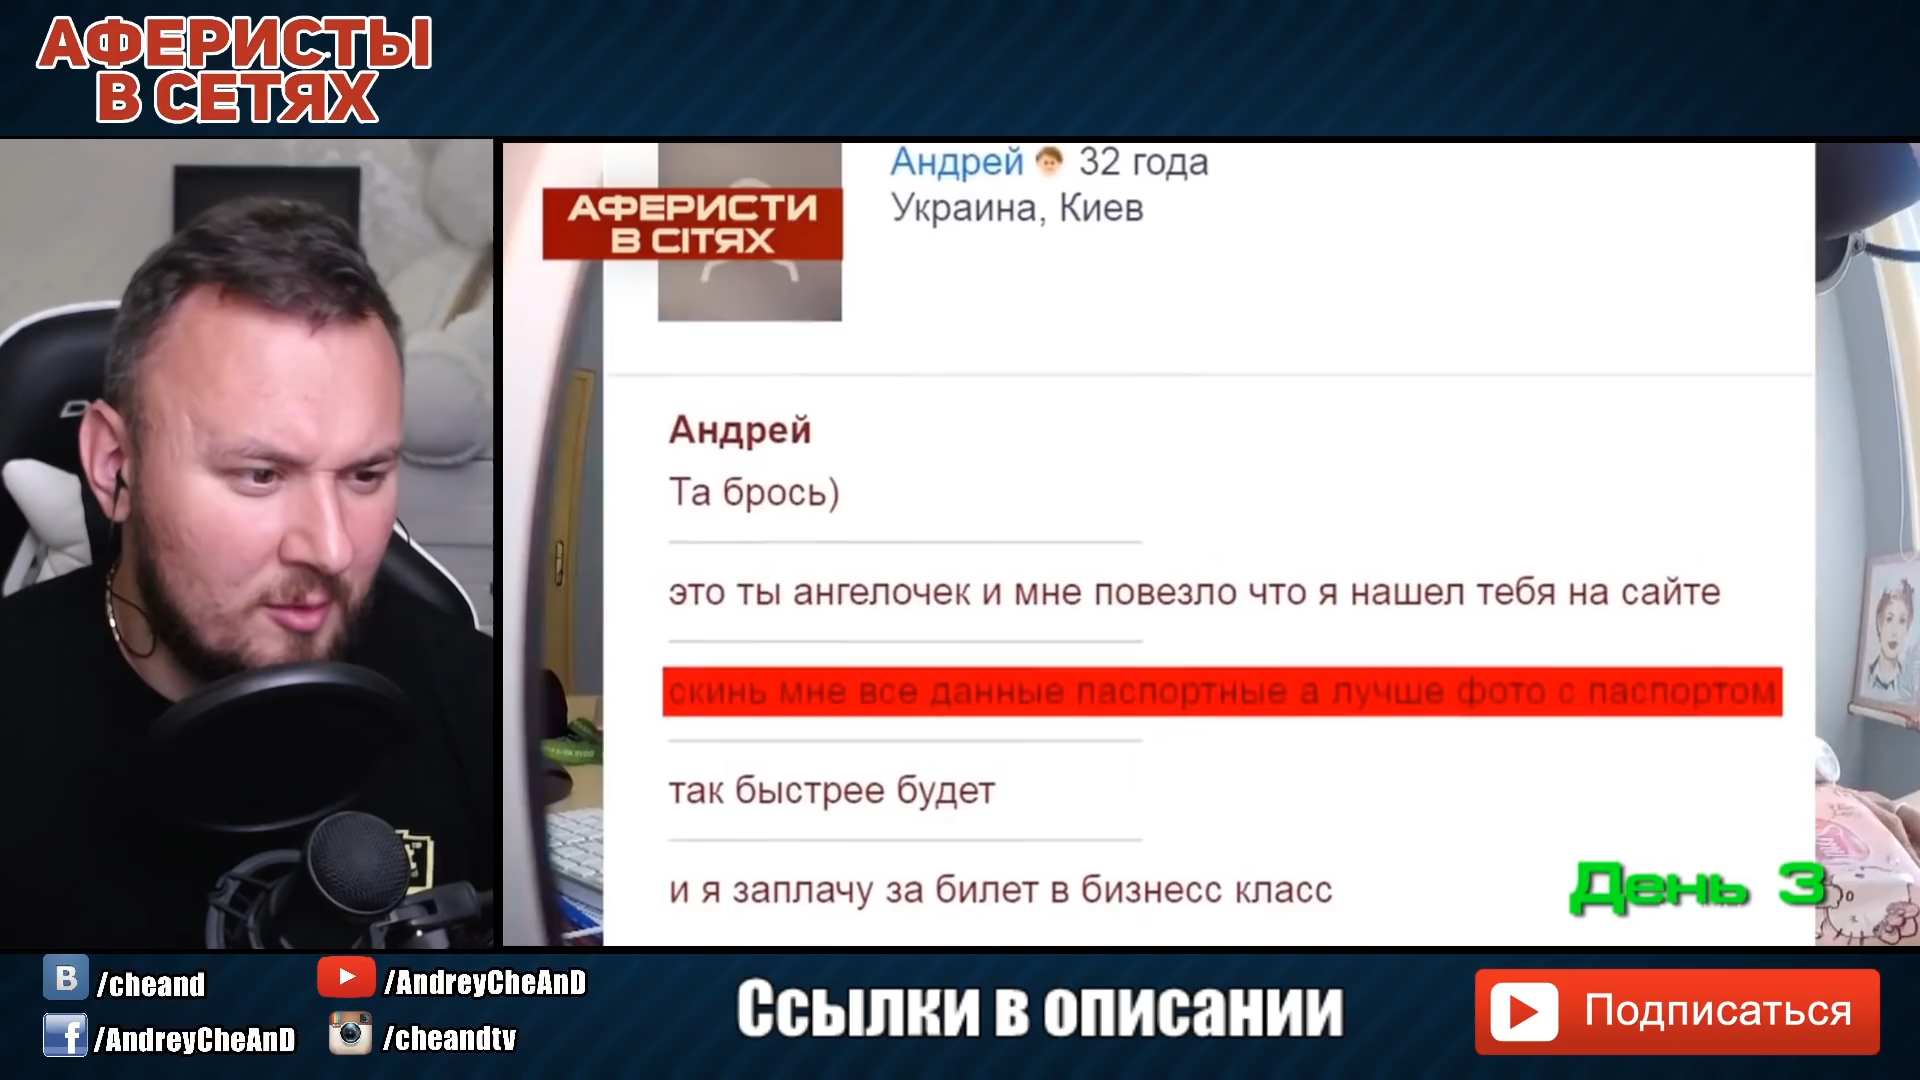 АФЕРИСТЫ
В СЕТЯХ
АФЕРИСТИ
В СІТЯХ
Андрей 32 года
Украина, Киев
Андрей
Та брось)
это ты ангелочек и мне повезло что я нашел тебя на сайте
скинь мне все данные паспортные а лучше фото с паспортом
так быстрее будет
и я заплачу за билет в бизнесс класс
День 3
/cheand
/AndreyCheAnD
/AndreyCheAnD
/cheandtv
Ссылки в описании
Подписаться